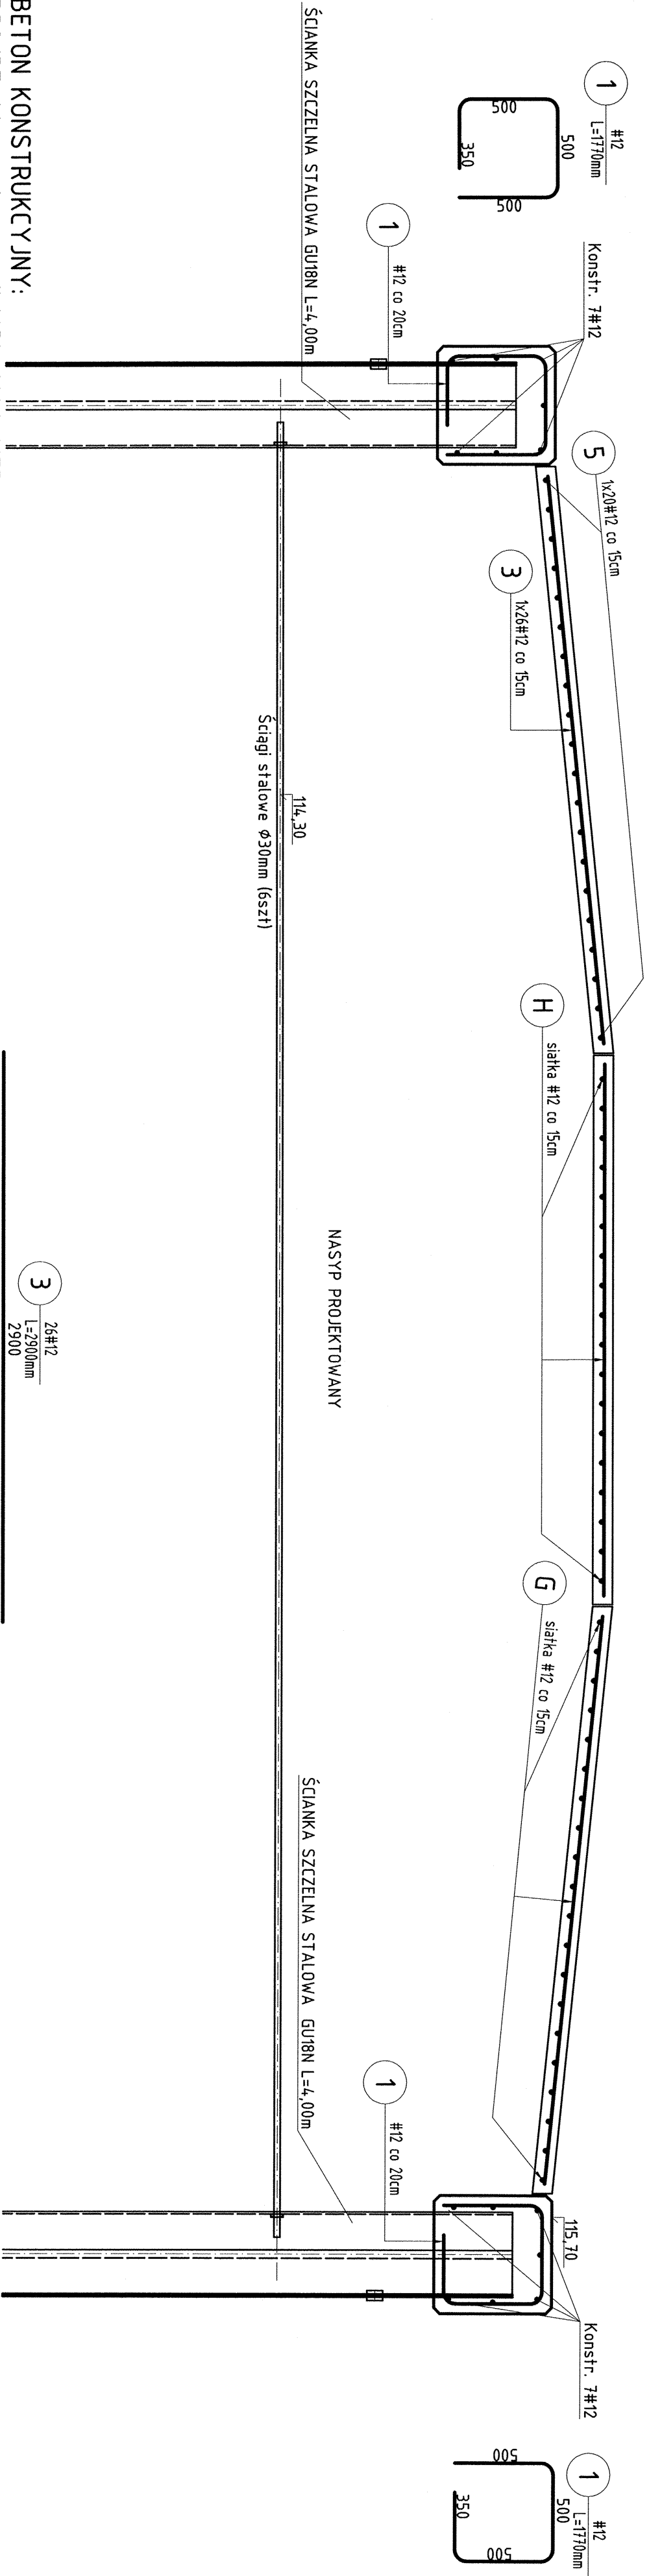 1
#12
L=1770mm
500
500
350
500
Konstr. 7#12
1
#12 co 20cm
ŚCIANKA SZCZELNA STALOWA GU18N L=4,00m
BETON KONSTRUKCYJNY:
5
1x20#12 co 15cm
3
1x26#12 co 15cm
114,30
Ściągi stalowe Ø30mm (6szt)
H
siatka #12 co 15cm
NASYP PROJEKTOWANY
3
26#12
L=2900mm
2900
G
siatka #12 co 15cm
ŚCIANKA SZCZELNA STALOWA GU18N L=4,00m
1
#12 co 20cm
115,70
Konstr. 7#12
1
#12
L=1770mm
500
500
350
500